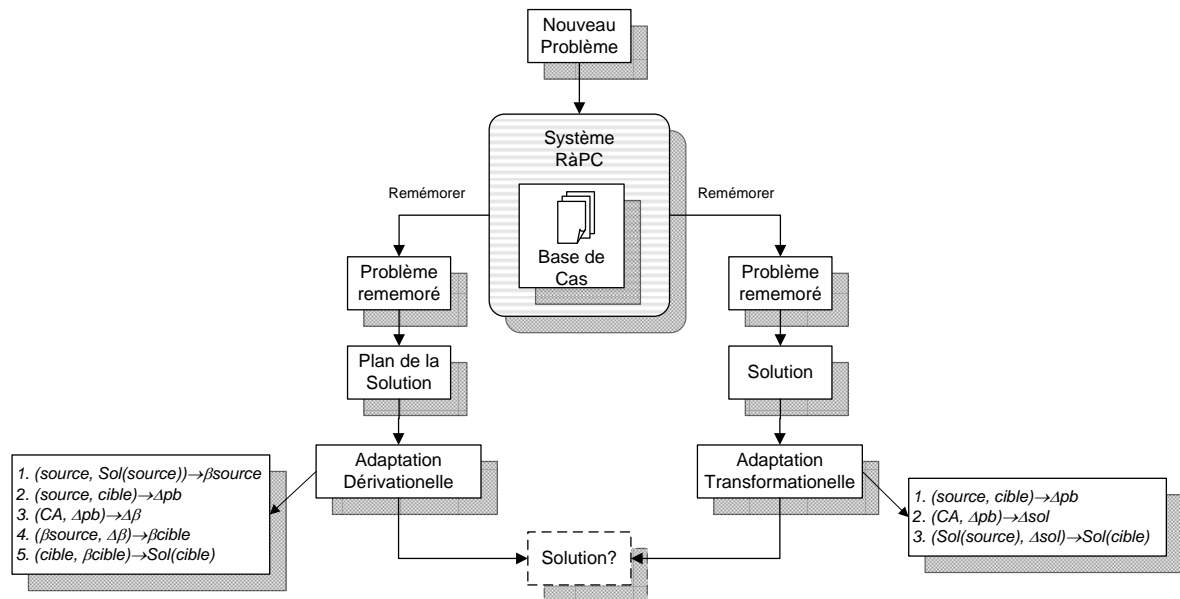 Nouveau
Problème
Système
RàPC
Remémorer
Remémorer
Base de
Cas
Problème
rememoré
Problème
rememoré
Plan de la
Solution
Solution
Adaptation
Dérivationelle
Adaptation
Transformationelle
1. (source, Sol(source))→βsource
2. (source, cible)→Δpb
3. (CA, Δpb)→Δβ
4. (βsource, Δβ)→βcible
5. (cible, βcible)→Sol(cible)
1. (source, cible)→Δpb
2. (CA, Δpb)→Δsol
3. (Sol(source), Δsol)→Sol(cible)
Solution?